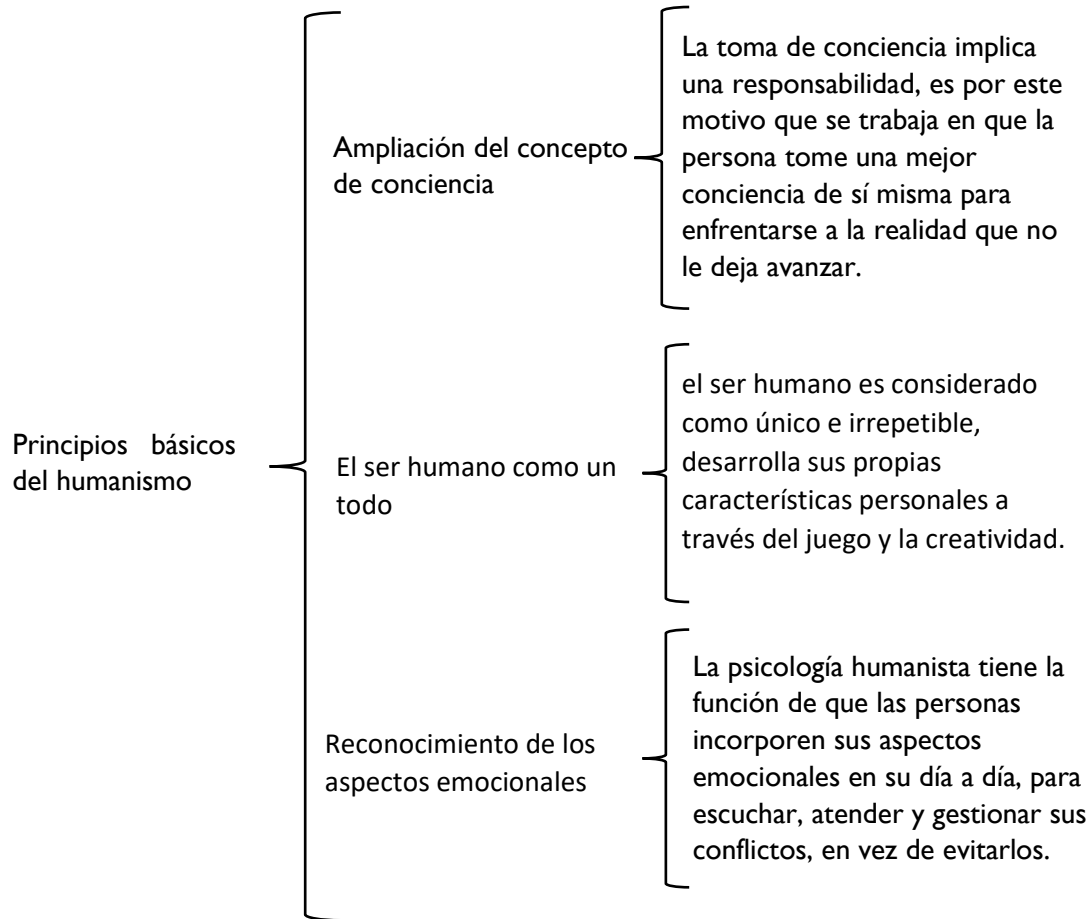 Principios básicos
del humanismo
Ampliación del concepto
de conciencia
La toma de conciencia implica
una responsabilidad, es por este
motivo que se trabaja en que la
persona tome una mejor
conciencia de sí misma para
enfrentarse a la realidad que no
le deja avanzar.
El ser humano como un
todo
el ser humano es considerado
como único e irrepetible,
desarrolla sus propias
características personales a
través del juego y la creatividad.
Reconocimiento de los
aspectos emocionales
La psicología humanista tiene la
función de que las personas
incorporen sus aspectos
emocionales en su día a día, para
escuchar, atender y gestionar sus
conflictos, en vez de evitarlos.